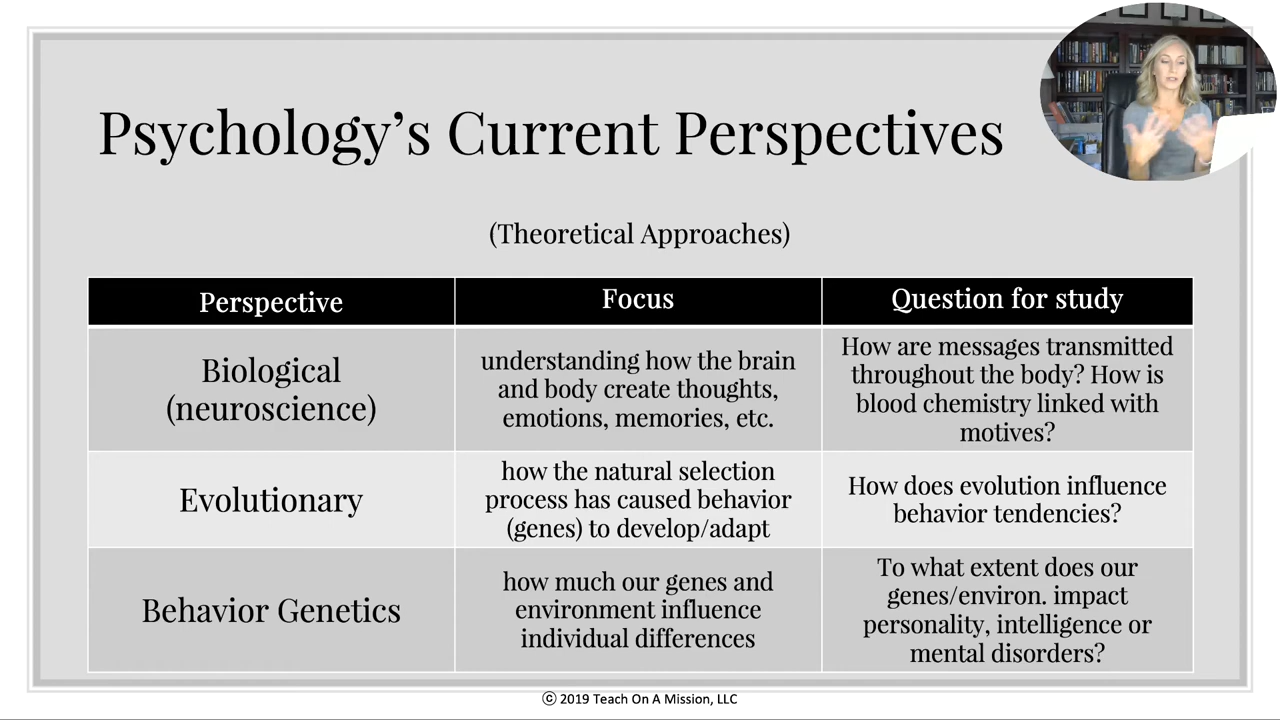 Psychology’s Current Perspectives
(Theoretical Approaches)
Perspective
Focus
Question for study
Biological
(neuroscience)
understanding how the brain
and body create thoughts,
emotions, memories, etc.
How are messages transmitted
throughout the body? How is
blood chemistry linked with
motives?
Evolutionary
how the natural selection
process has caused behavior
(genes) to develop/adapt
How does evolution influence
behavior tendencies?
Behavior Genetics
how much our genes and
environment influence
individual differences
To what extent does our
genes/environ. impact
personality, intelligence or
mental disorders?
© 2019 Teach On A Mission, LLC